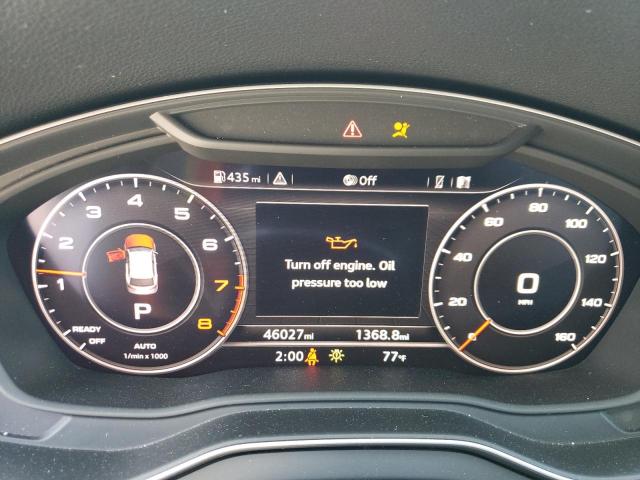 435 mi
Off
1 2 3 4 5 6 7 8
READY
OFF
P
AUTO
1/min x 1000
Turn off engine. Oil
pressure too low
20 40 60 80 100 120 140 160
0
MPH
46027mi 1368.8mi
2:00 77°F